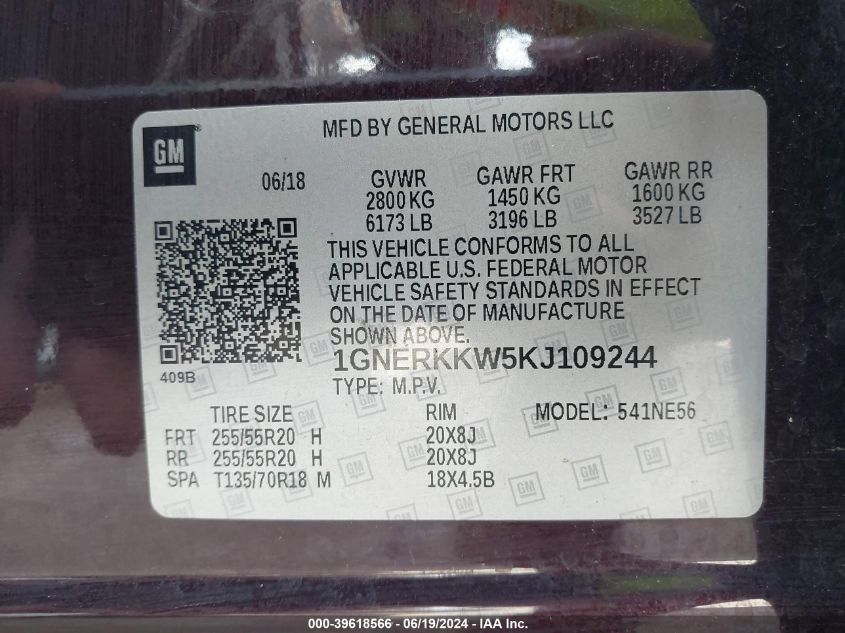 MFD BY GENERAL MOTORS LLC
GM
06/18 GVWR GAWR FRT GAWR RR
2800 KG 1450 KG 1600 KG
6173 LB 3196 LB 3527 LB
THIS VEHICLE CONFORMS TO ALL
APPLICABLE U.S. FEDERAL MOTOR
VEHICLE SAFETY STANDARDS IN EFFECT
ON THE DATE OF MANUFACTURE
SHOWN ABOVE.
409B
1GNERKKW5KJ109244
TYPE: M.P.V.
TIRE SIZE RIM MODEL: 541NE56
FRT 255/55R20 H 20X8J
RR 255/55R20 H 20X8J
SPA T135/70R18 M 18X4.5B
000-39618566 - 06/19/2024 - IAAI.com